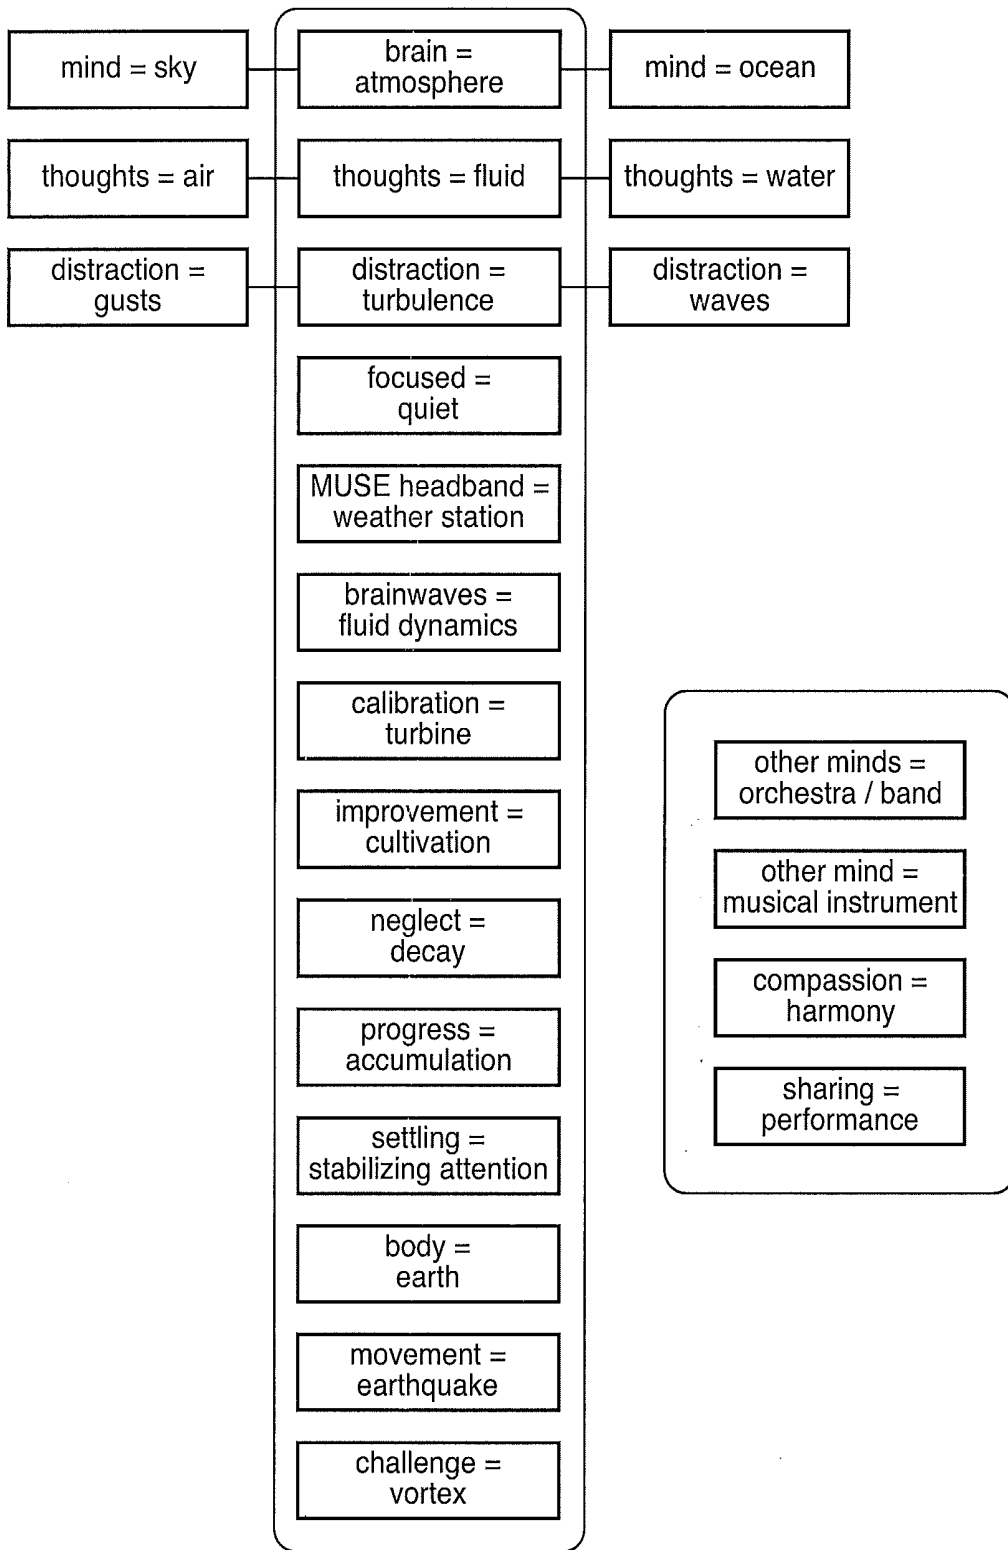 mind = sky
brain =
atmosphere
mind = ocean
thoughts = air
thoughts = fluid
thoughts = water
distraction =
gusts
distraction =
turbulence
distraction =
waves
focused =
quiet
MUSE headband =
weather station
brainwaves =
fluid dynamics
calibration =
turbine
improvement =
cultivation
neglect =
decay
progress =
accumulation
settling =
stabilizing attention
body =
earth
movement =
earthquake
challenge =
vortex
other minds =
orchestra / band
other mind =
musical instrument
compassion =
harmony
sharing =
performance